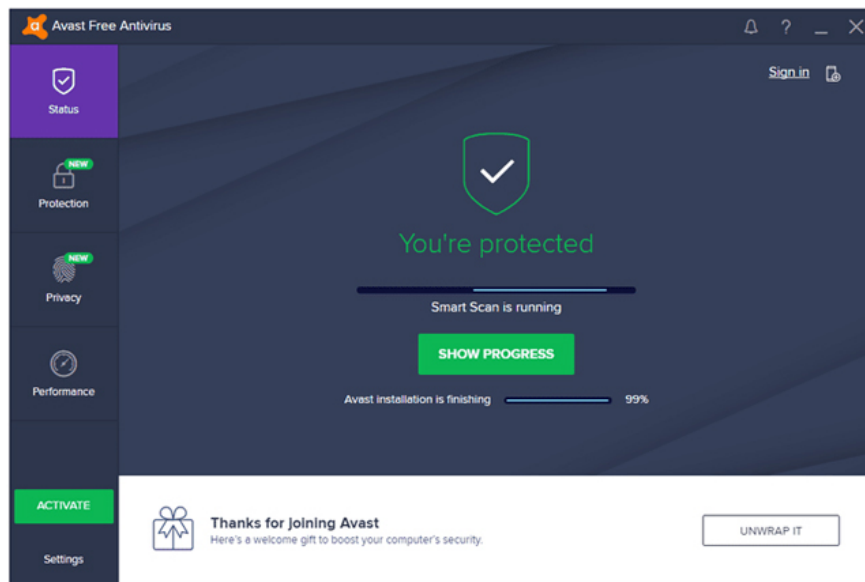 Avast Free Antivirus
?
Sign in
Status
NEW
Protection
NEW
Privacy
Performance
ACTIVATE
Settings
You're protected
Smart Scan is running
SHOW PROGRESS
Avast installation is finishing 99%
Thanks for joining Avast
Here's a welcome gift to boost your computer's security.
UNWRAP IT